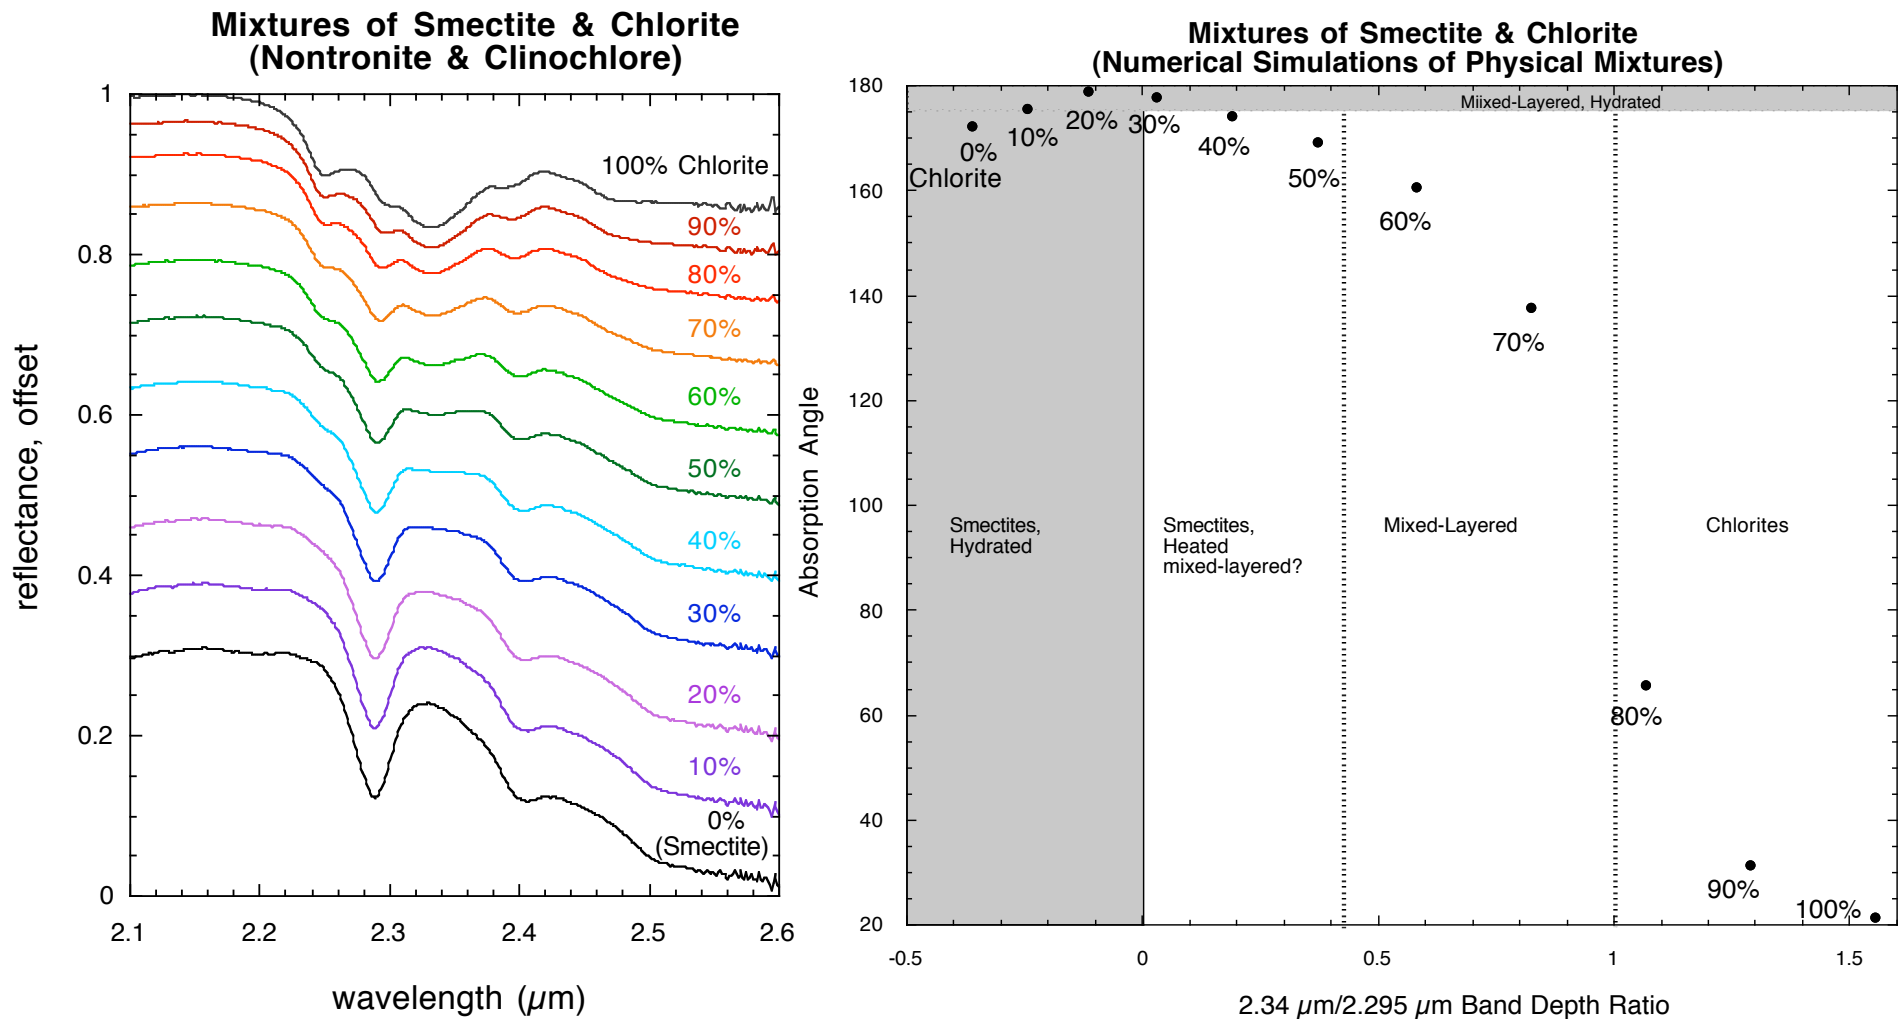 Mixtures of Smectite & Chlorite
(Nontronite & Clinochlore)
1
0.8
0.6
0.4
0.2
0
reflectance, offset
100% Chlorite
90%
80%
70%
60%
50%
40%
30%
20%
10%
0%
(Smectite)
2.1
2.2
2.3
2.4
2.5
2.6
wavelength (µm)
Mixtures of Smectite & Chlorite
(Numerical Simulations of Physical Mixtures)
180
160
140
120
100
80
60
40
20
Absorption Angle
Miixed-Layered, Hydrated
0%
Chlorite
10%
20%
30%
40%
50%
60%
70%
80%
90%
100%
Smectites,
Hydrated
Smectites,
Heated
mixed-layered?
Mixed-Layered
Chlorites
-0.5
0
0.5
1
1.5
2.34 µm/2.295 µm Band Depth Ratio